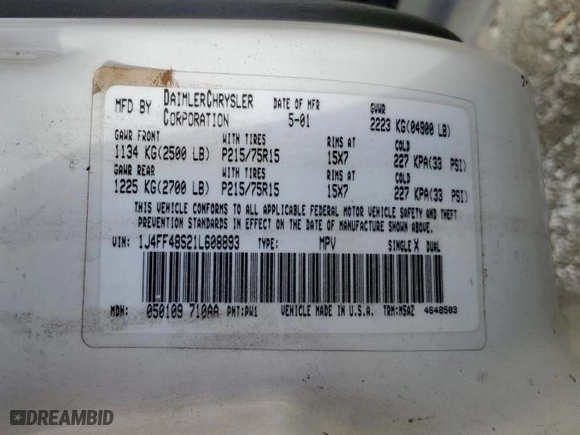 MFD BY DAIMLERCHRYSLER CORPORATION DATE OF MFR 5-01 GVWR 2223 KG(04900 LB)
GAWR FRONT WITH TIRES RIMS AT COLD
1134 KG(2500 LB) P215/75R15 15X7 227 KPA(33 PSI)
GAWR REAR WITH TIRES RIMS AT COLD
1225 KG(2700 LB) P215/75R15 15X7 227 KPA(33 PSI)
THIS VEHICLE CONFORMS TO ALL APPLICABLE FEDERAL MOTOR VEHICLE SAFETY AND THEFT
PREVENTION STANDARDS IN EFFECT ON THE DATE OF MANUFACTURE SHOWN ABOVE.
VIN: 1J4FF48S21L608893 TYPE: MPV SINGLE X DUAL
MDH: 050109 710AA PNT:PW1 VEHICLE MADE IN U.S.A. TRM:MSAZ 4648503
DREAMBID